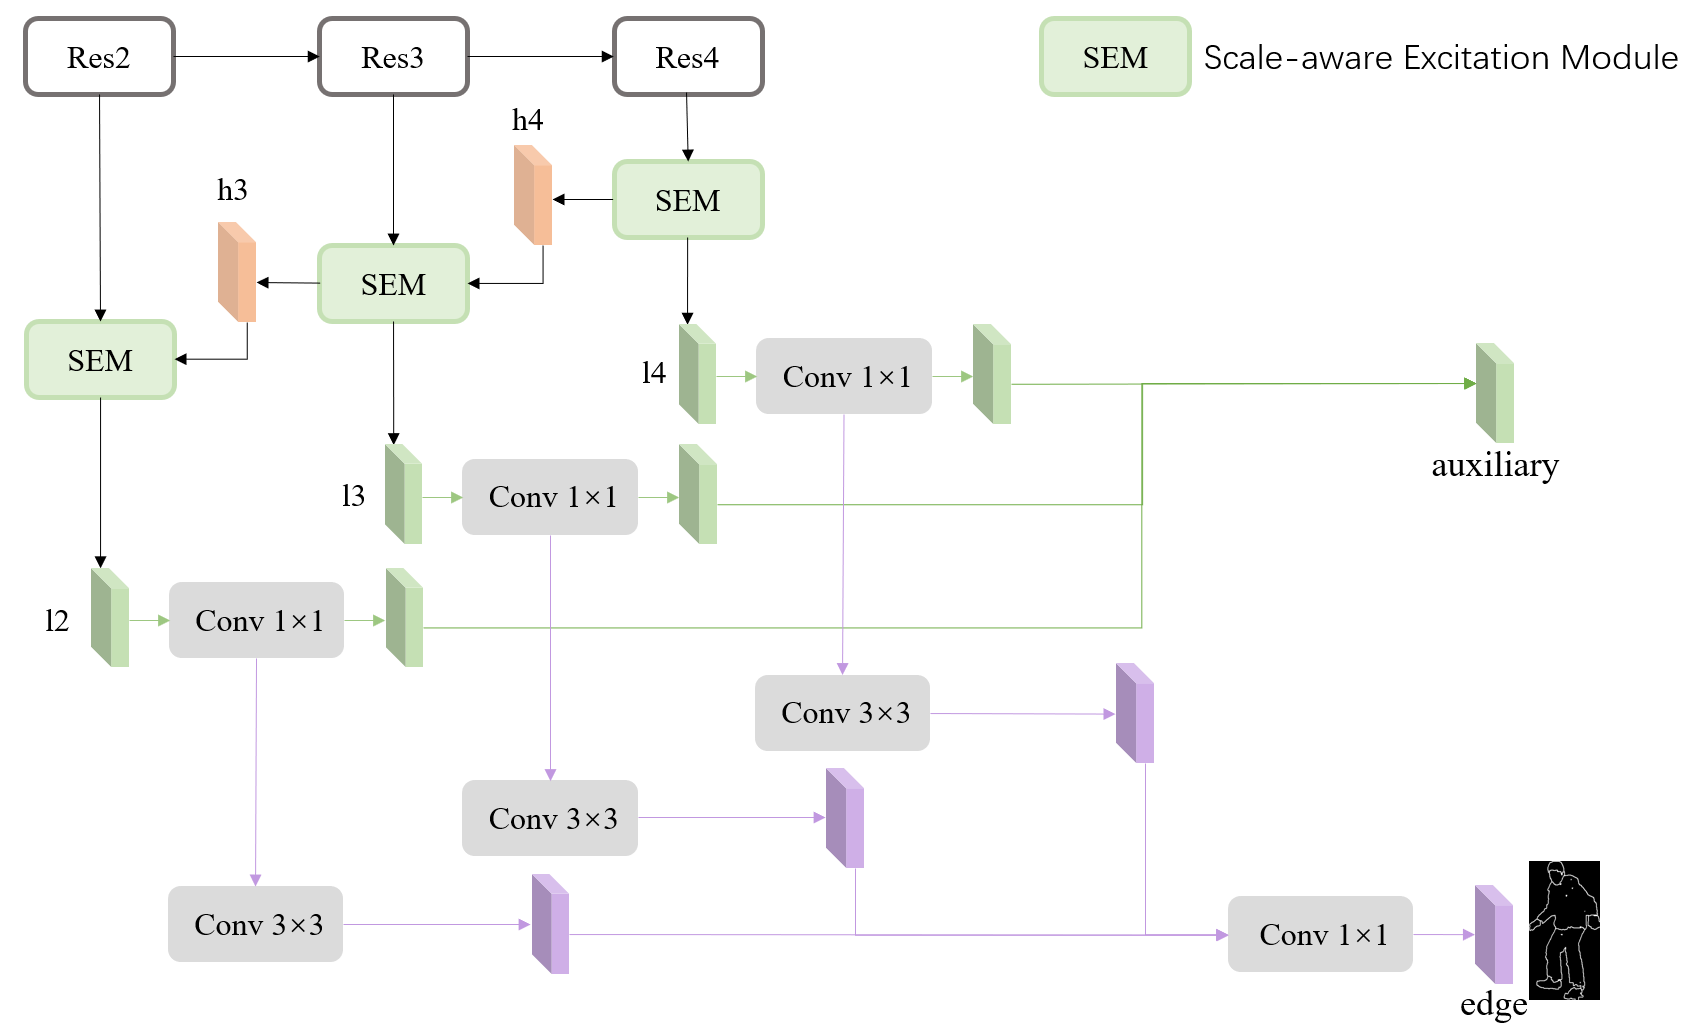 Res2
Res3
Res4
SEM
Scale-aware Excitation Module
h4
h3
SEM
SEM
SEM
l4
Conv 1×1
auxiliary
l3
Conv 1×1
l2
Conv 1×1
Conv 3×3
Conv 3×3
Conv 3×3
Conv 1×1
edge